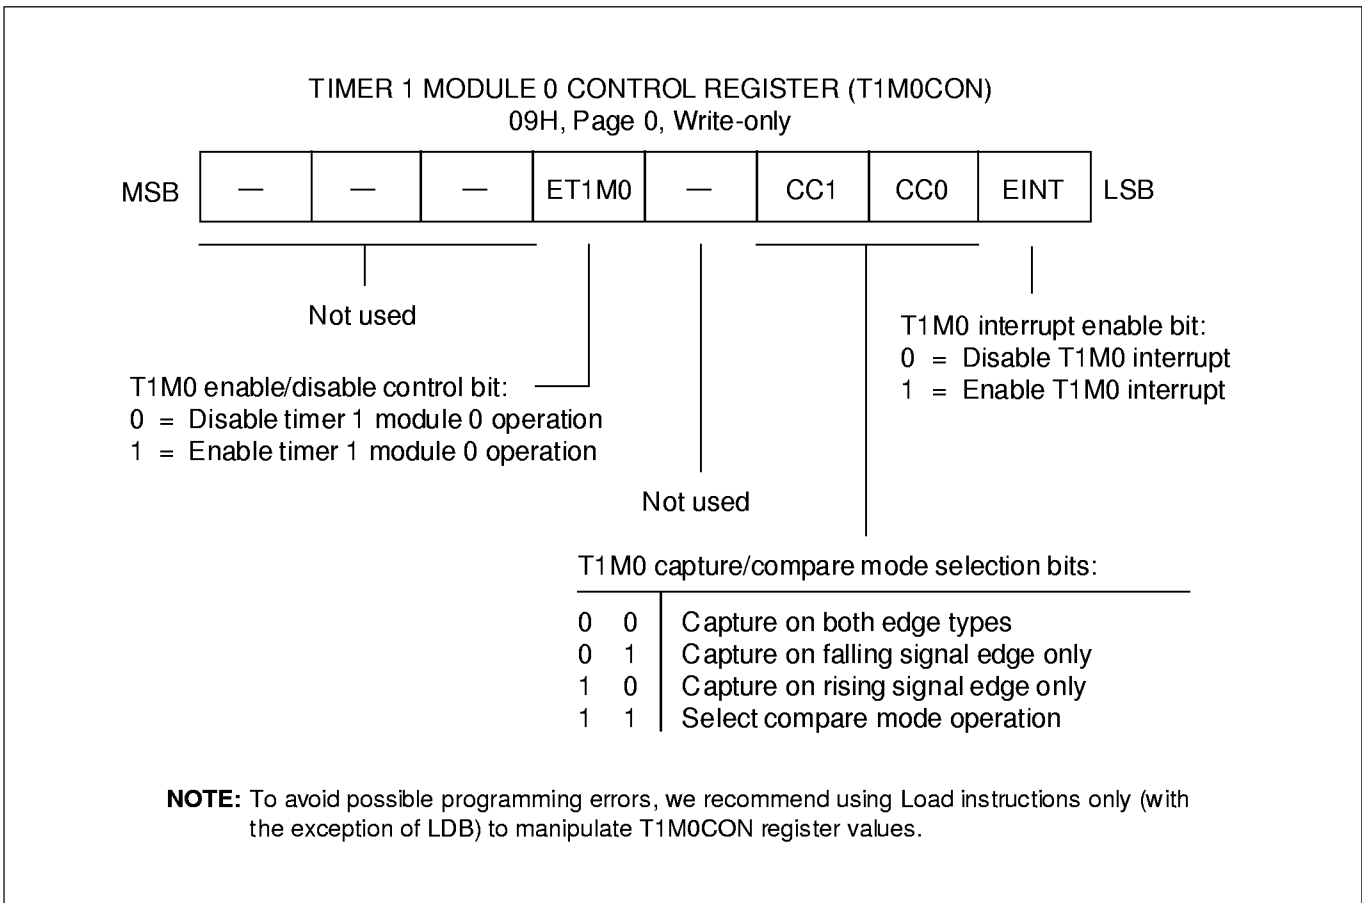 TIMER 1 MODULE 0 CONTROL REGISTER (T1M0CON)
09H, Page 0, Write-only
MSB — — — ET1M0 — CC1 CC0 EINT LSB
Not used
T1M0 interrupt enable bit:
0 = Disable T1M0 interrupt
1 = Enable T1M0 interrupt
T1M0 enable/disable control bit:
0 = Disable timer 1 module 0 operation
1 = Enable timer 1 module 0 operation
Not used
T1M0 capture/compare mode selection bits:
0 0 Capture on both edge types
0 1 Capture on falling signal edge only
1 0 Capture on rising signal edge only
1 1 Select compare mode operation
NOTE: To avoid possible programming errors, we recommend using Load instructions only (with
the exception of LDB) to manipulate T1M0CON register values.